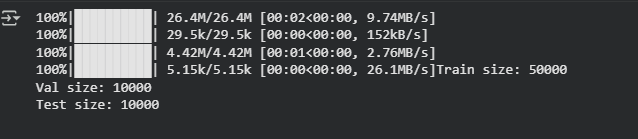 100%|██████████| 26.4M/26.4M [00:02<00:00, 9.74MB/s]
100%|██████████| 29.5k/29.5k [00:00<00:00, 152kB/s]
100%|██████████| 4.42M/4.42M [00:01<00:00, 2.76MB/s]
100%|██████████| 5.15k/5.15k [00:00<00:00, 26.1MB/s]Train size: 50000
Val size: 10000
Test size: 10000